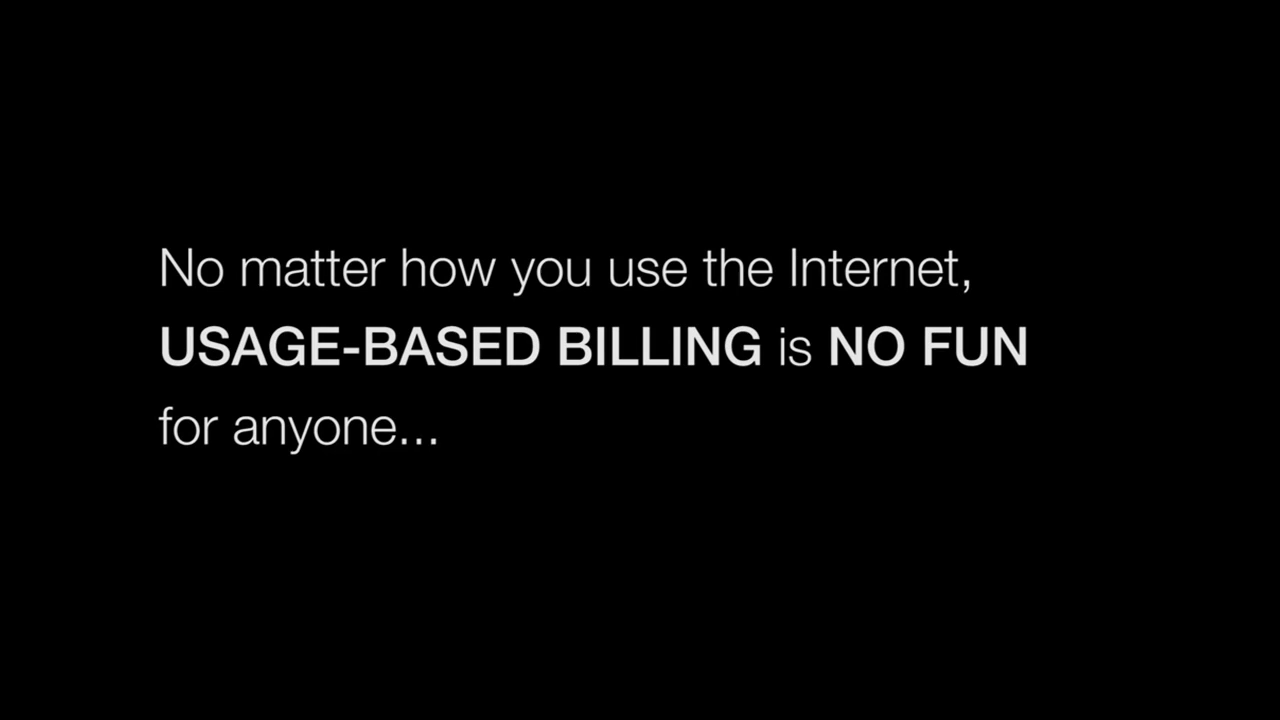 No matter how you use the Internet,
USAGE-BASED BILLING is NO FUN
for anyone...